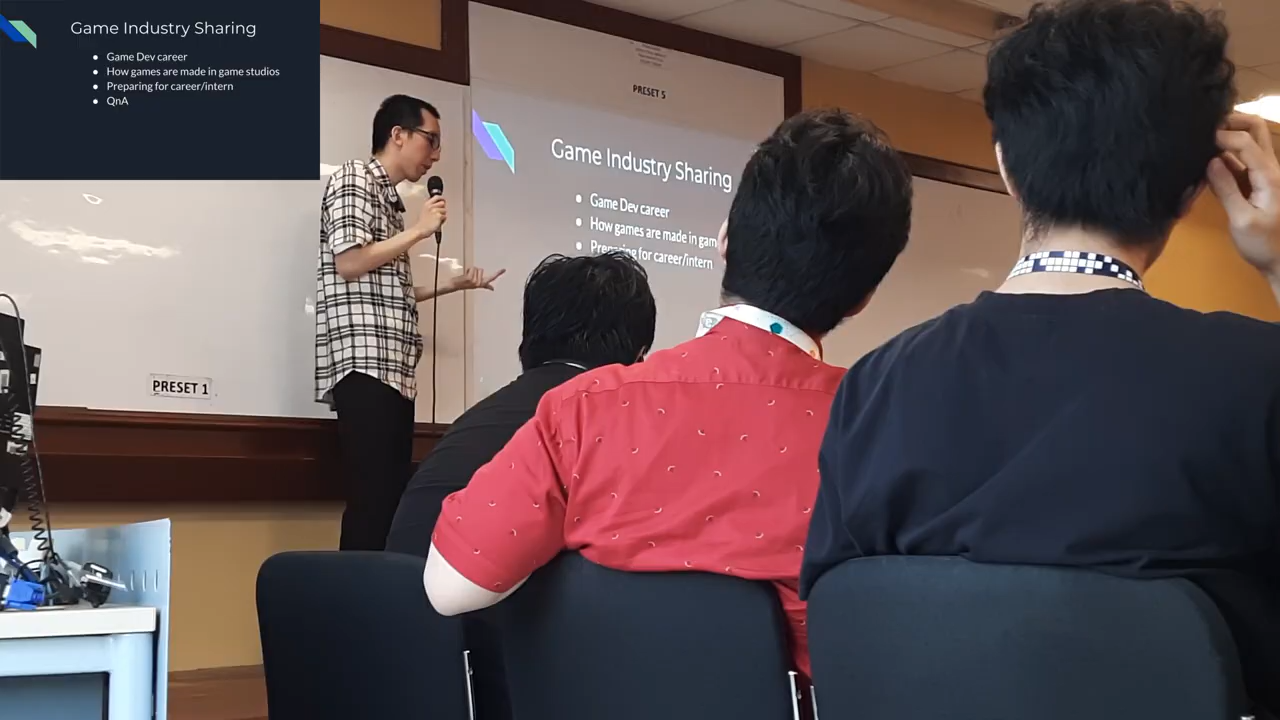 Game Industry Sharing
● Game Dev career
● How games are made in game studios
● Preparing for career/intern
● QnA
PRESET 5
Game Industry Sharing
● Game Dev career
● How games are made in gam
● Preparing for career/intern
PRESET 1